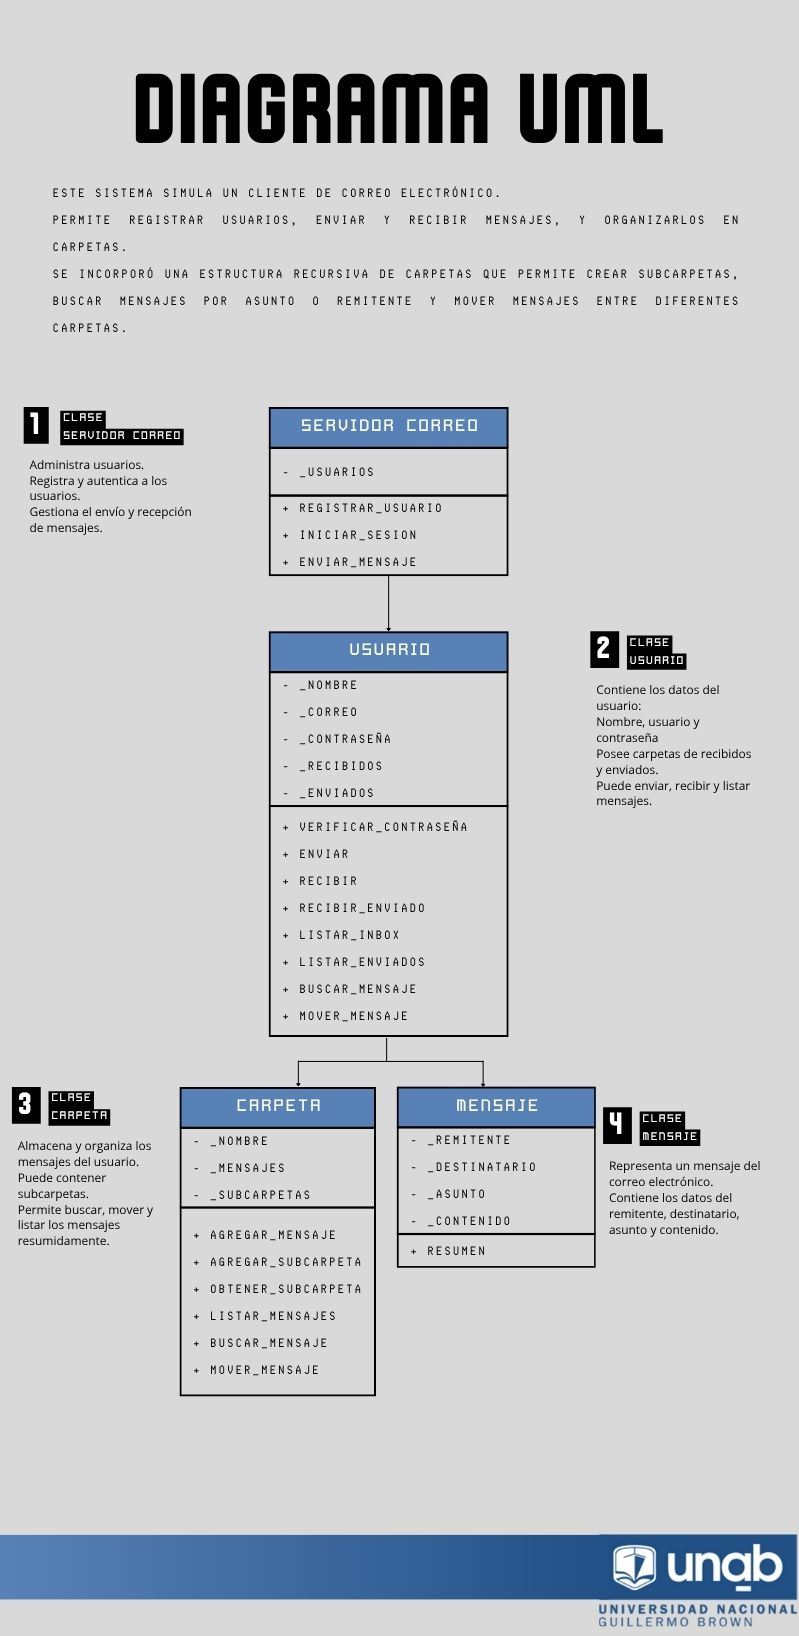 DIAGRAMA UML
ESTE SISTEMA SIMULA UN CLIENTE DE CORREO ELECTRÓNICO.
PERMITE REGISTRAR USUARIOS, ENVIAR Y RECIBIR MENSAJES, Y ORGANIZARLOS EN
CARPETAS.
SE INCORPORÓ UNA ESTRUCTURA RECURSIVA DE CARPETAS QUE PERMITE CREAR SUBCARPETAS,
BUSCAR MENSAJES POR ASUNTO O REMITENTE Y MOVER MENSAJES ENTRE DIFERENTES
CARPETAS.
1
CLASE
SERVIDOR CORREO
Administra usuarios.
Registra y autentica a los
usuarios.
Gestiona el envío y recepción
de mensajes.
SERVIDOR CORREO
- _USUARIOS
+ REGISTRAR_USUARIO
+ INICIAR_SESION
+ ENVIAR_MENSAJE
USUARIO
- _NOMBRE
- _CORREO
- _CONTRASEÑA
- _RECIBIDOS
- _ENVIADOS
+ VERIFICAR_CONTRASEÑA
+ ENVIAR
+ RECIBIR
+ RECIBIR_ENVIADO
+ LISTAR_INBOX
+ LISTAR_ENVIADOS
+ BUSCAR_MENSAJE
+ MOVER_MENSAJE
2
CLASE
USUARIO
Contiene los datos del
usuario:
Nombre, usuario y
contraseña
Posee carpetas de recibidos
y enviados.
Puede enviar, recibir y listar
mensajes.
3
CLASE
CARPETA
Almacena y organiza los
mensajes del usuario.
Puede contener
subcarpetas.
Permite buscar, mover y
listar los mensajes
resumidamente.
CARPETA
- _NOMBRE
- _MENSAJES
- _SUBCARPETAS
+ AGREGAR_MENSAJE
+ AGREGAR_SUBCARPETA
+ OBTENER_SUBCARPETA
+ LISTAR_MENSAJES
+ BUSCAR_MENSAJE
+ MOVER_MENSAJE
MENSAJE
- _REMITENTE
- _DESTINATARIO
- _ASUNTO
- _CONTENIDO
+ RESUMEN
4
CLASE
MENSAJE
Representa un mensaje del
correo electrónico.
Contiene los datos del
remitente, destinatario,
asunto y contenido.
unab
UNIVERSIDAD NACIONAL
GUILLERMO BROWN